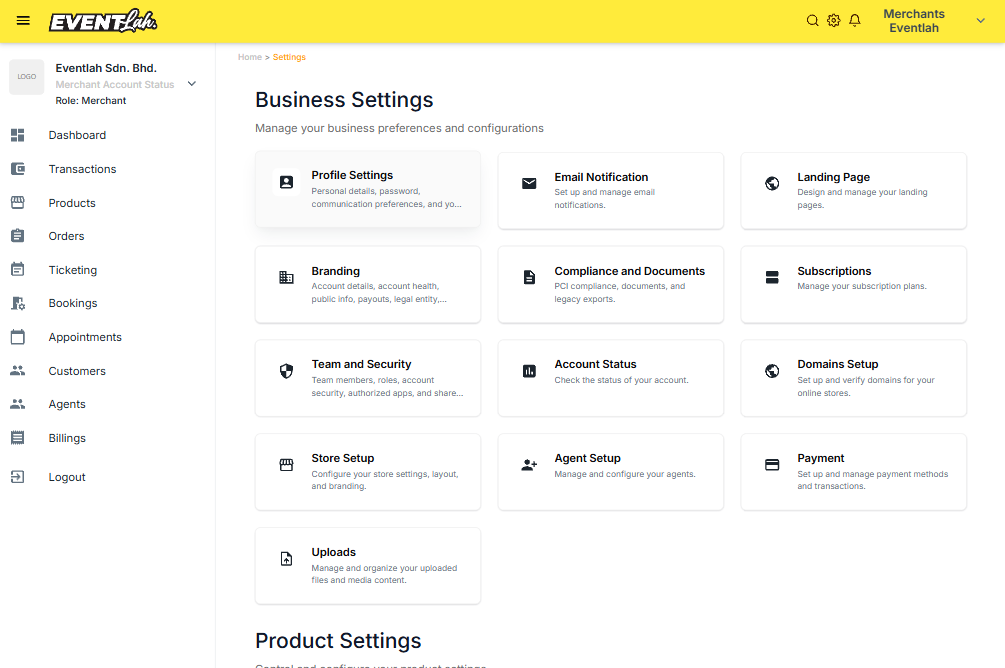 EVENTLah.
Merchants
Eventlah
LOGO
Eventlah Sdn. Bhd.
Merchant Account Status
Role: Merchant
Dashboard
Transactions
Products
Orders
Ticketing
Bookings
Appointments
Customers
Agents
Billings
Logout
Home > Settings
Business Settings
Manage your business preferences and configurations
Profile Settings
Personal details, password,
communication preferences, and yo...
Email Notification
Set up and manage email
notifications.
Landing Page
Design and manage your landing
pages.
Branding
Account details, account health,
public info, payouts, legal entity,...
Compliance and Documents
PCI compliance, documents, and
legacy exports.
Subscriptions
Manage your subscription plans.
Team and Security
Team members, roles, account
security, authorized apps, and share...
Account Status
Check the status of your account.
Domains Setup
Set up and verify domains for your
online stores.
Store Setup
Configure your store settings, layout,
and branding.
Agent Setup
Manage and configure your agents.
Payment
Set up and manage payment methods
and transactions.
Uploads
Manage and organize your uploaded
files and media content.
Product Settings
Control and configure your product settings